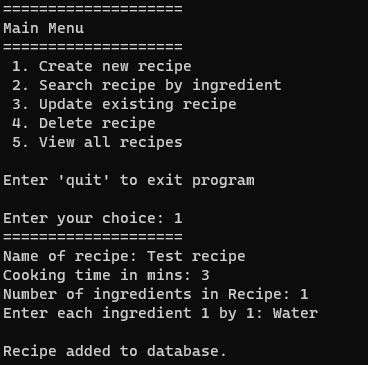 ====================
Main Menu
====================
1. Create new recipe
2. Search recipe by ingredient
3. Update existing recipe
4. Delete recipe
5. View all recipes
Enter 'quit' to exit program
Enter your choice: 1
====================
Name of recipe: Test recipe
Cooking time in mins: 3
Number of ingredients in Recipe: 1
Enter each ingredient 1 by 1: Water
Recipe added to database.